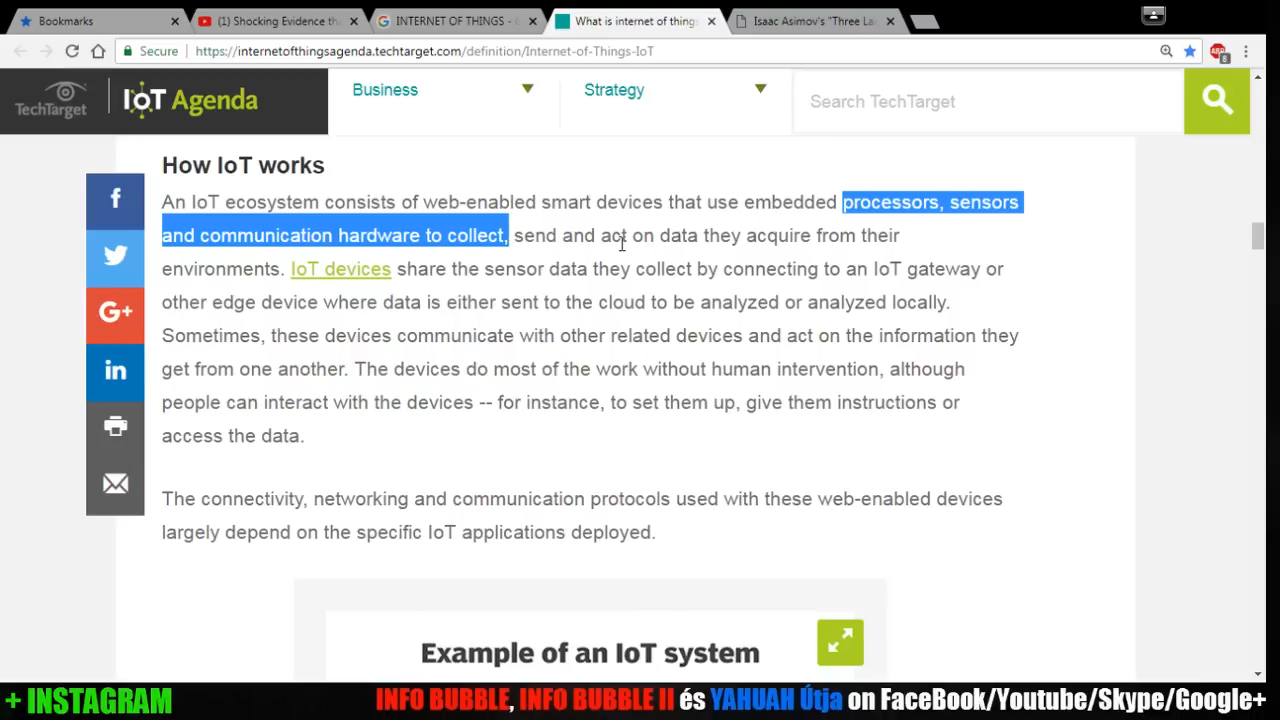 Bookmarks
(1) Shocking Evidence tha
INTERNET OF THINGS - G
What is internet of things
Isaac Asimov's "Three La
Secure
https://internetofthingsagenda.techtarget.com/definition/Internet-of-Things-IoT
ABP
8
TechTarget
IoT Agenda
Business
Strategy
Search TechTarget
How IoT works
An IoT ecosystem consists of web-enabled smart devices that use embedded processors, sensors
and communication hardware to collect, send and act on data they acquire from their
environments. IoT devices share the sensor data they collect by connecting to an IoT gateway or
other edge device where data is either sent to the cloud to be analyzed or analyzed locally.
Sometimes, these devices communicate with other related devices and act on the information they
get from one another. The devices do most of the work without human intervention, although
people can interact with the devices -- for instance, to set them up, give them instructions or
access the data.
The connectivity, networking and communication protocols used with these web-enabled devices
largely depend on the specific IoT applications deployed.
f
G+
in
Example of an IoT system
+ INSTAGRAM
INFO BUBBLE, INFO BUBBLE II és YAHUAH Útja on FaceBook/Youtube/Skype/Google+